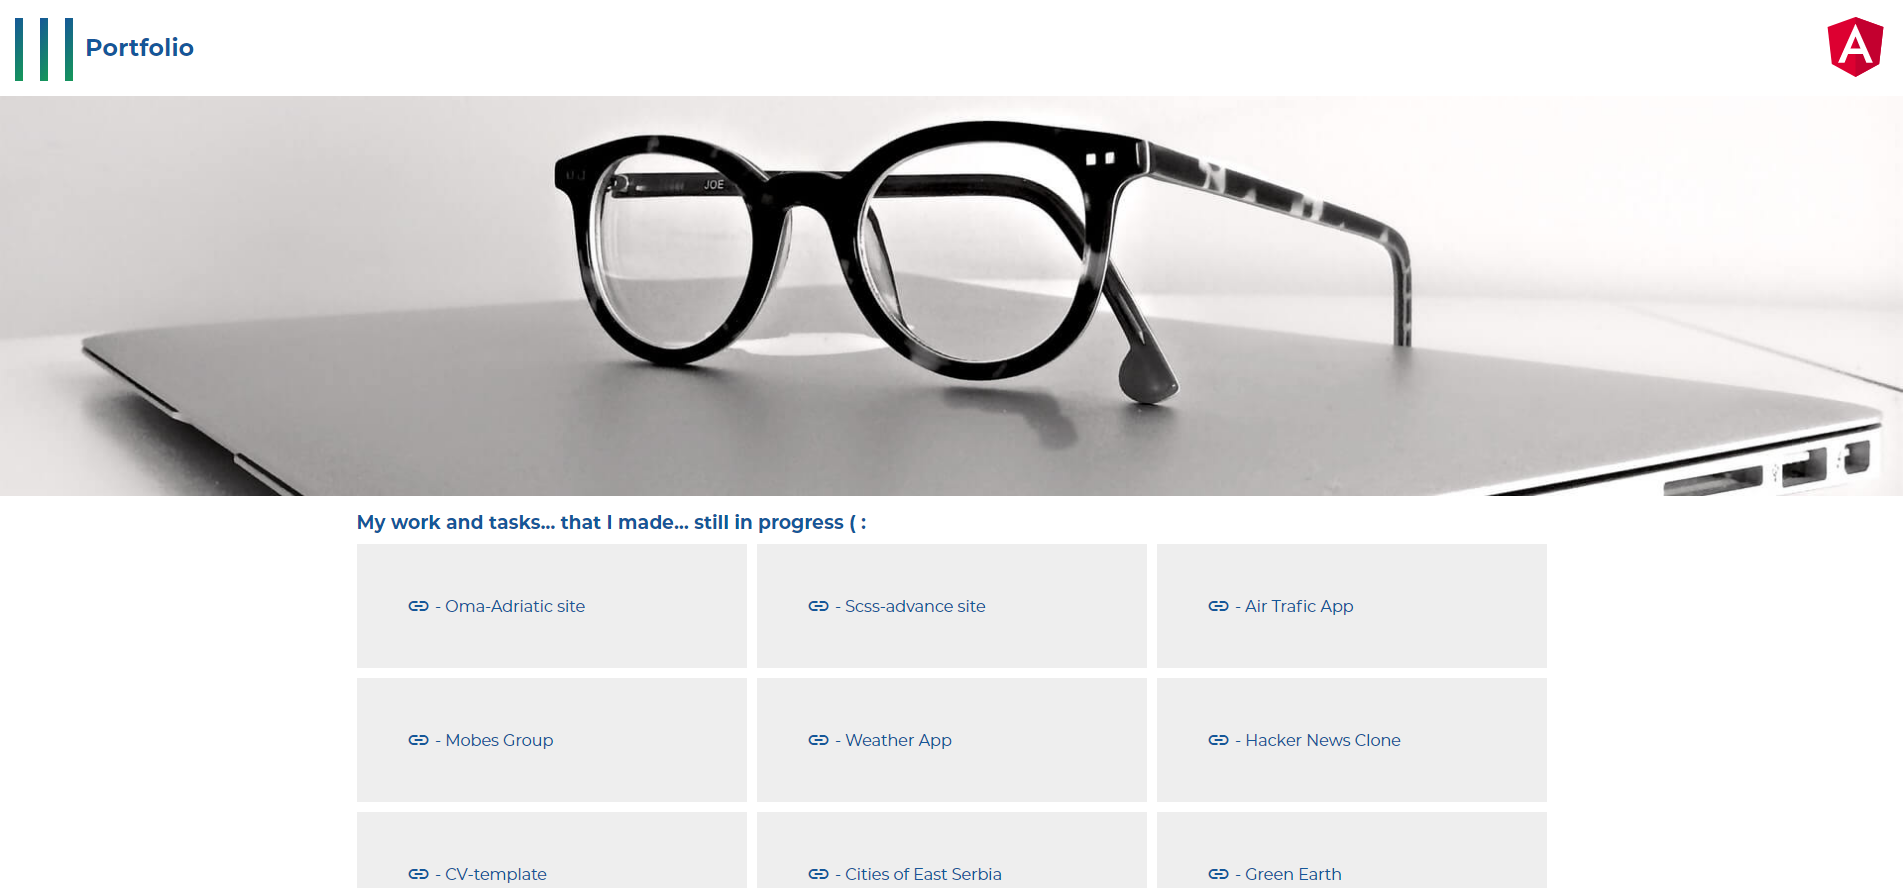 Portfolio
A
JOE
My work and tasks... that I made... still in progress ( :
- Oma-Adriatic site
- Scss-advance site
- Air Trafic App
- Mobes Group
- Weather App
- Hacker News Clone
- CV-template
- Cities of East Serbia
- Green Earth